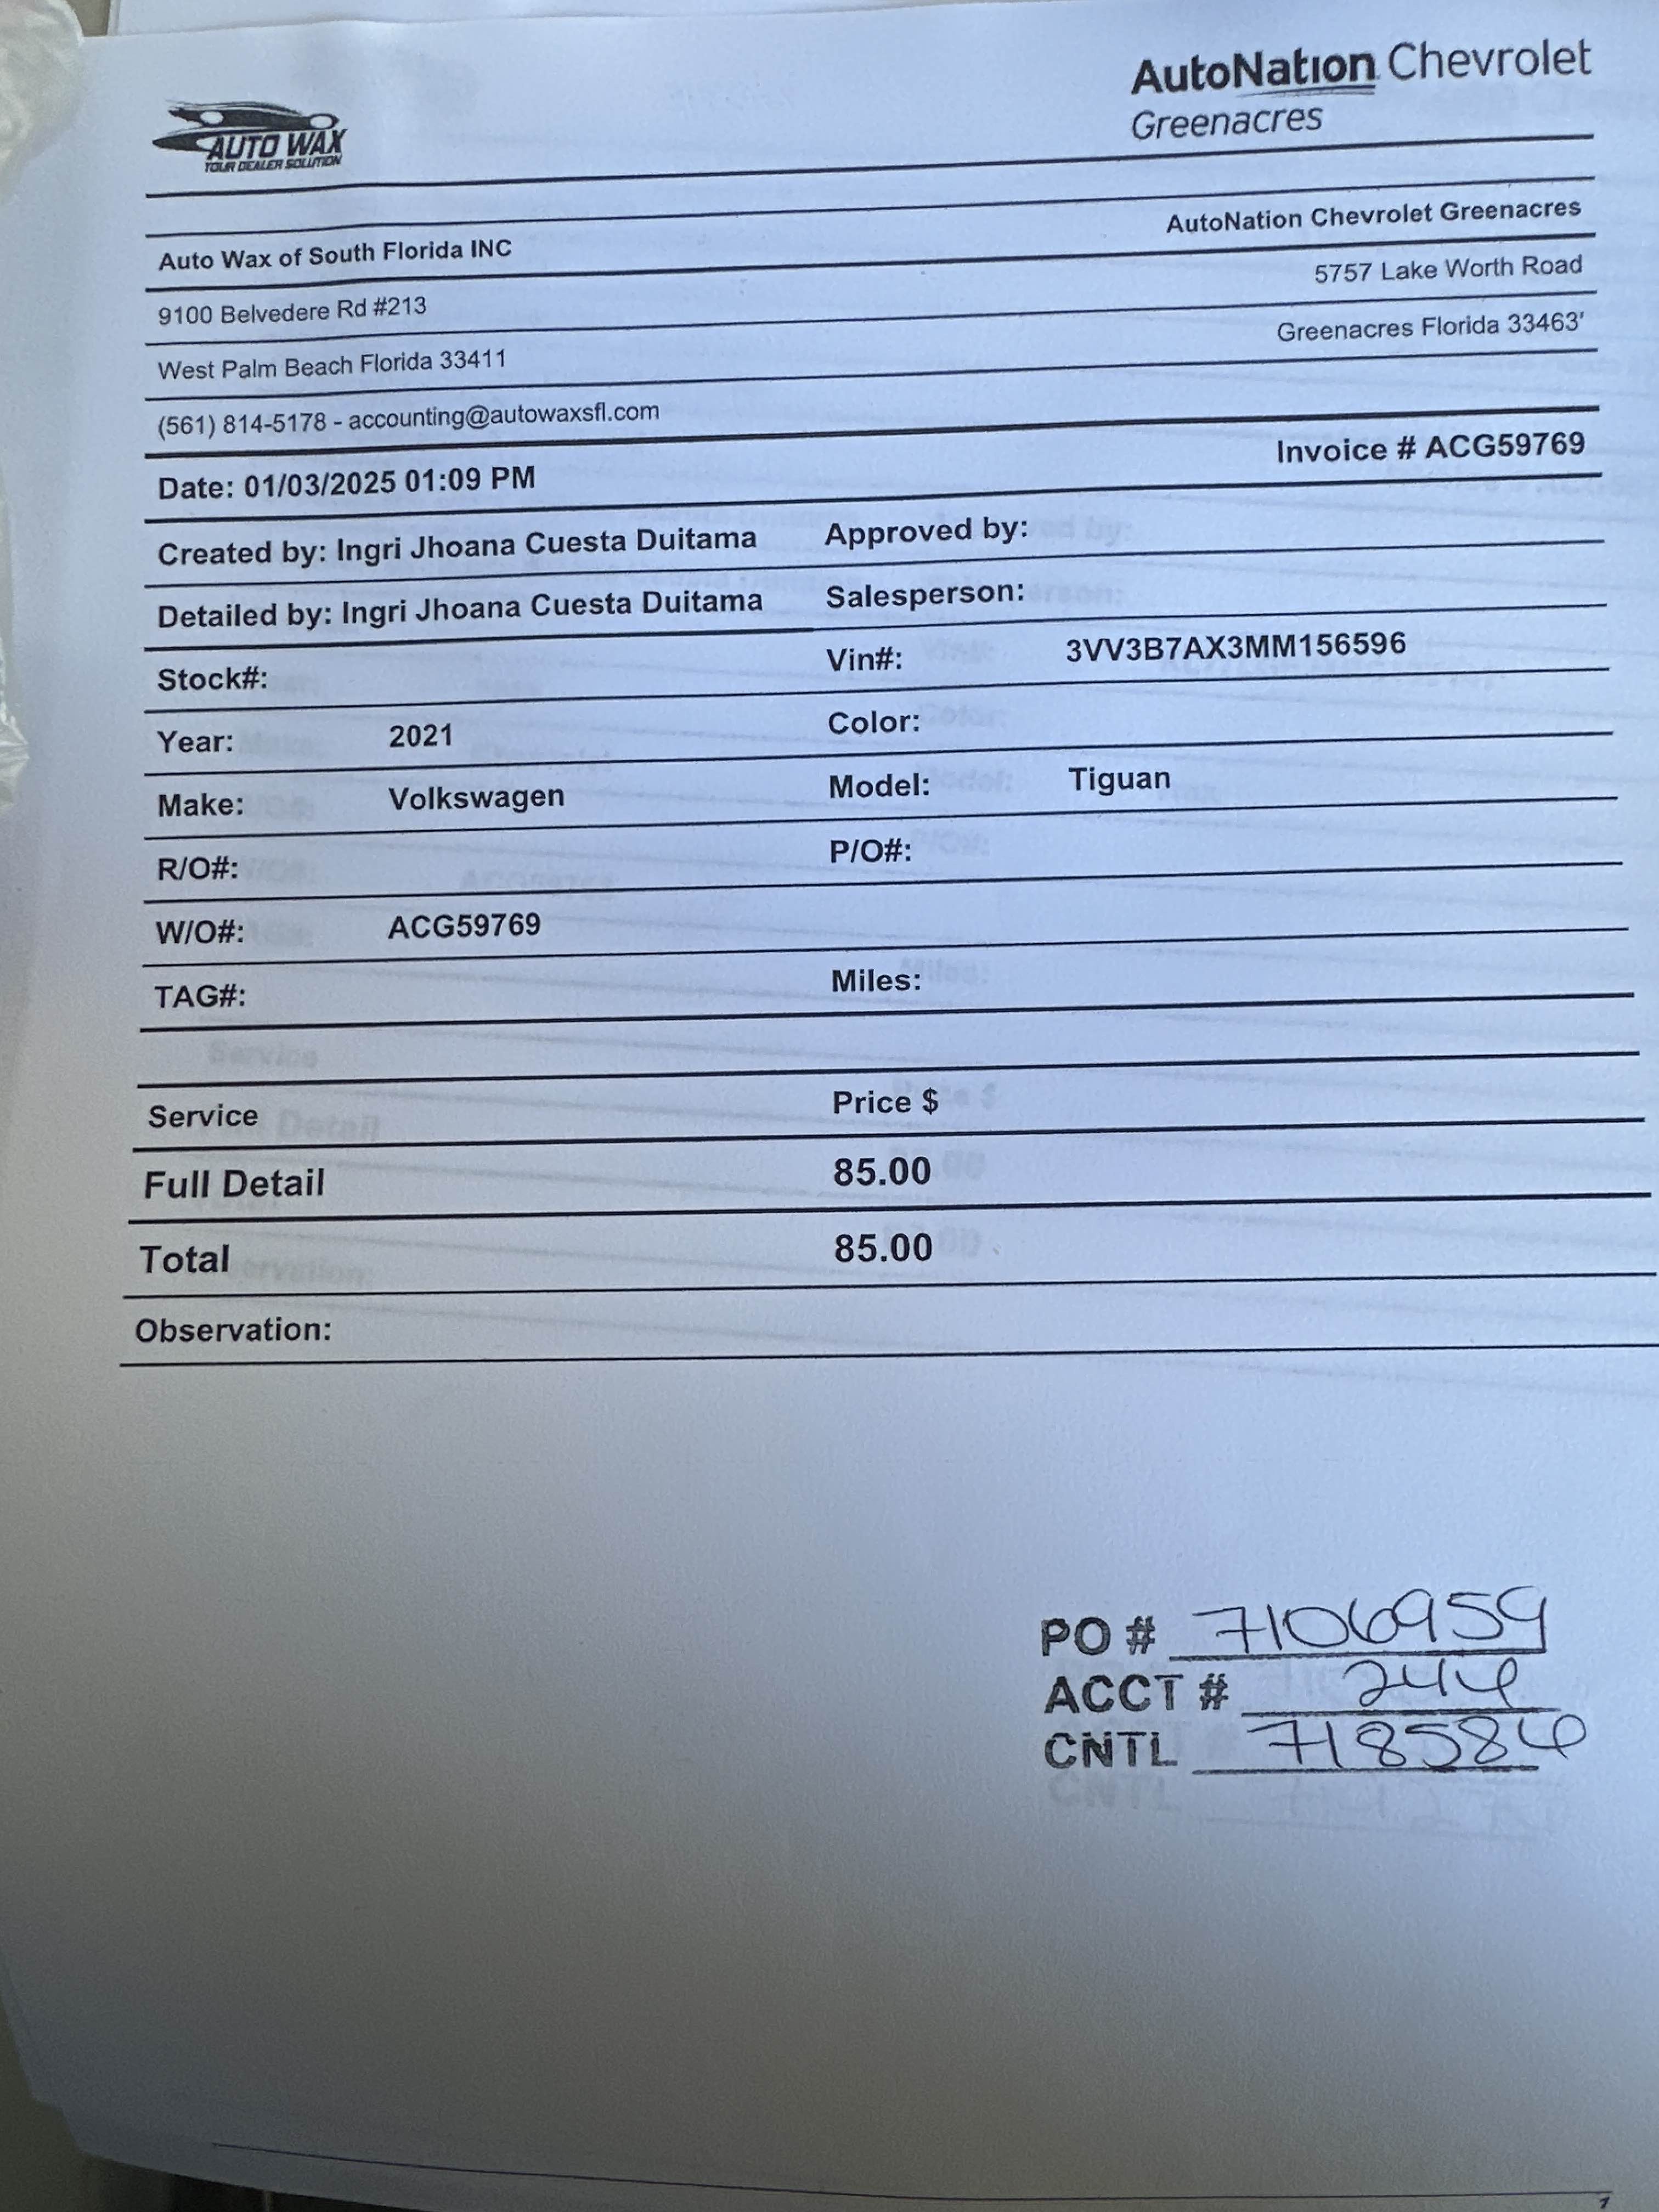 AUTO WAX
YOUR DEALER SOLUTION
AutoNation Chevrolet
Greenacres
Auto Wax of South Florida INC
AutoNation Chevrolet Greenacres
9100 Belvedere Rd #213
5757 Lake Worth Road
West Palm Beach Florida 33411
Greenacres Florida 33463'
(561) 814-5178 - accounting@autowaxsfl.com
Date: 01/03/2025 01:09 PM
Invoice # ACG59769
Created by: Ingri Jhoana Cuesta Duitama Approved by:
Detailed by: Ingri Jhoana Cuesta Duitama Salesperson:
Stock#: Vin#: 3VV3B7AX3MM156596
Year: 2021 Color:
Make: Volkswagen Model: Tiguan
R/O#: P/O#:
W/O#: ACG59769
TAG#: Miles:
Service Price $
Full Detail 85.00
Total 85.00
Observation:
PO # 7106959
ACCT #
CNTL 718586